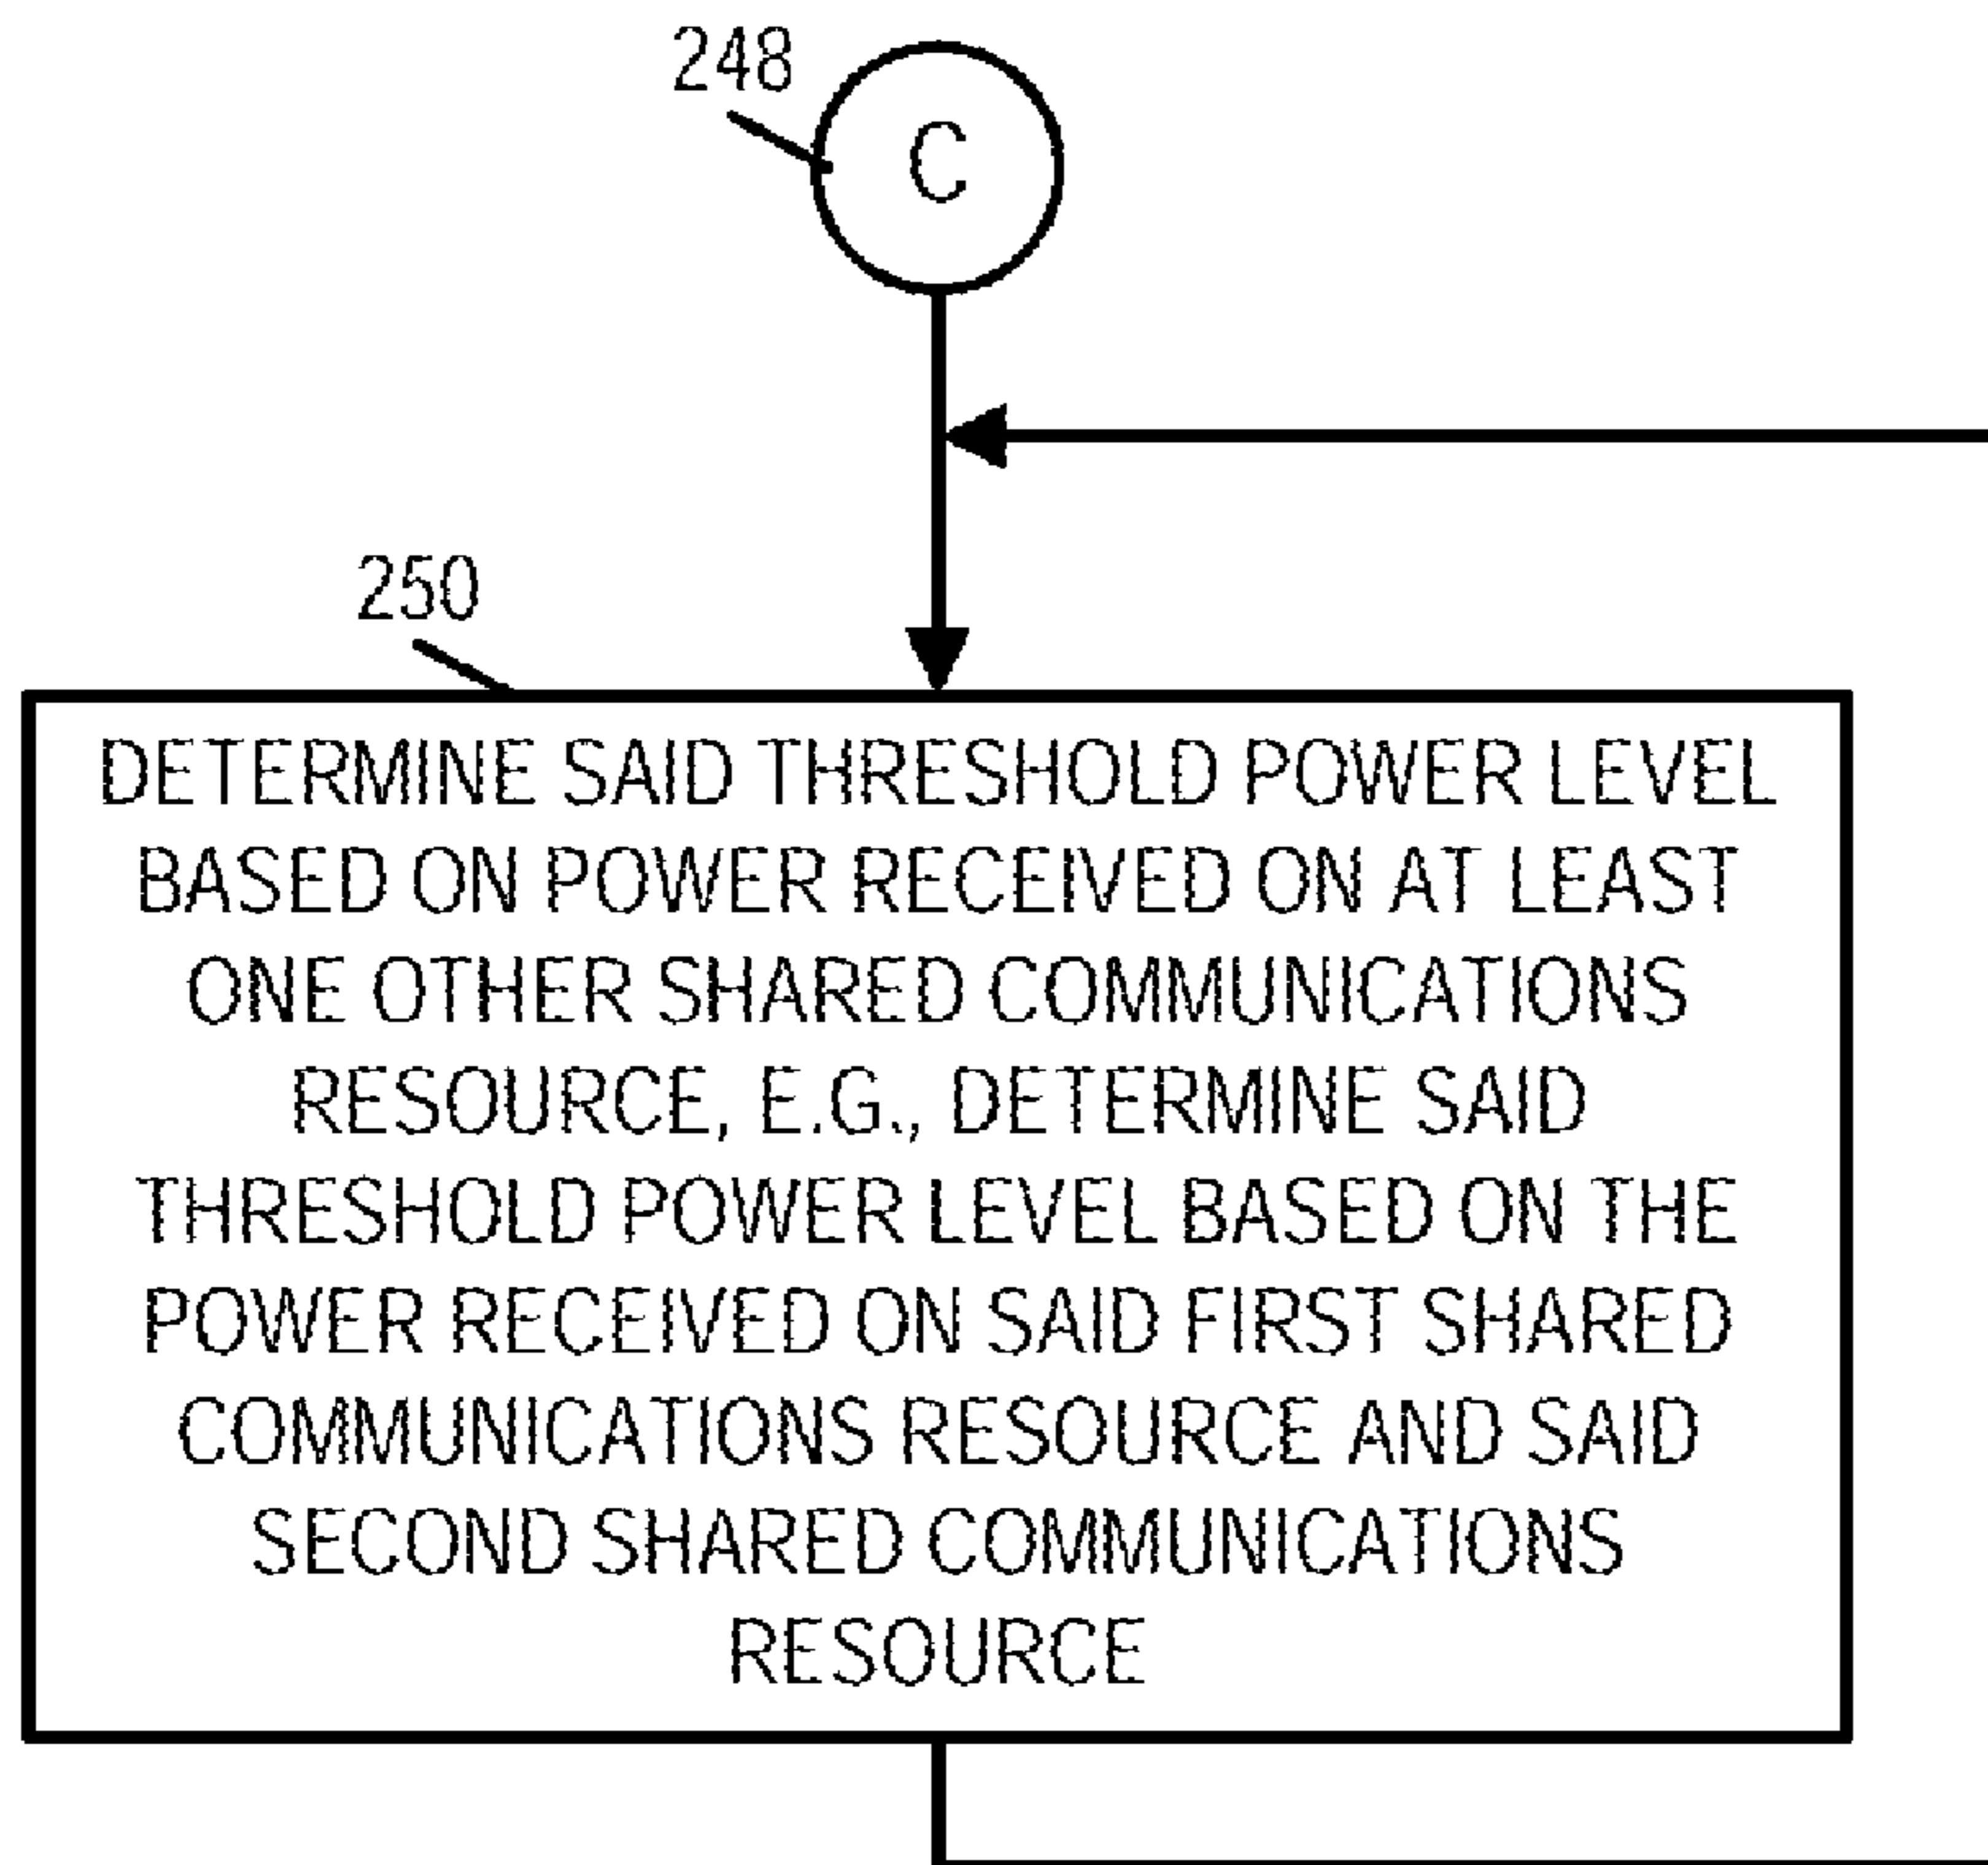 248
C
250
DETERMINE SAID THRESHOLD POWER LEVEL
BASED ON POWER RECEIVED ON AT LEAST
ONE OTHER SHARED COMMUNICATIONS
RESOURCE, E.G., DETERMINE SAID
THRESHOLD POWER LEVEL BASED ON THE
POWER RECEIVED ON SAID FIRST SHARED
COMMUNICATIONS RESOURCE AND SAID
SECOND SHARED COMMUNICATIONS
RESOURCE